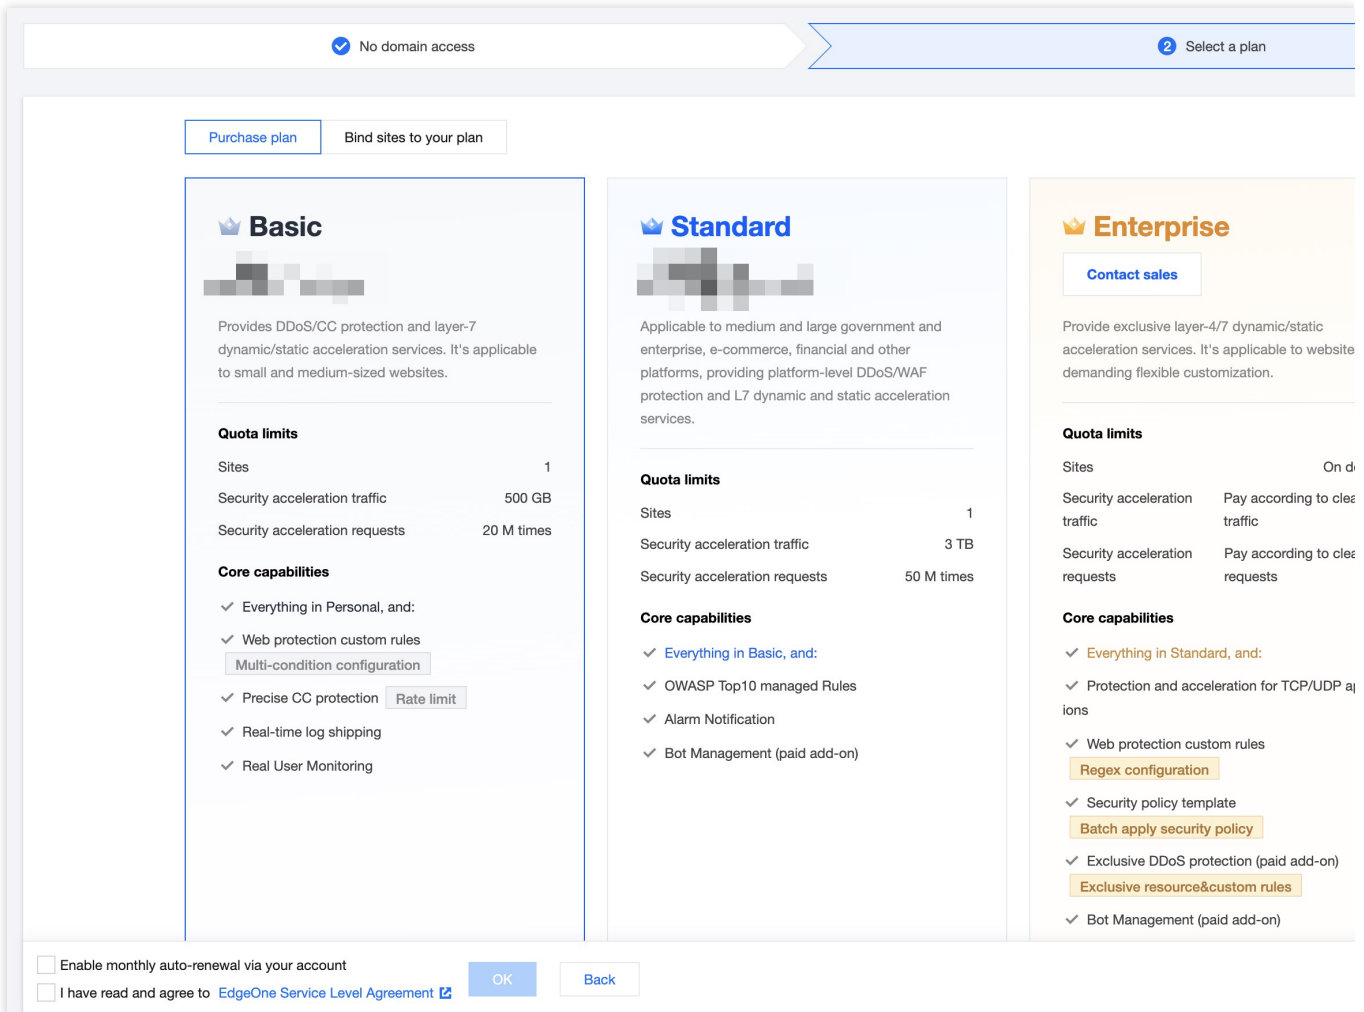 No domain access
2 Select a plan
Purchase plan
Bind sites to your plan
Basic
Provides DDoS/CC protection and layer-7
dynamic/static acceleration services. It's applicable
to small and medium-sized websites.
Quota limits
Sites 1
Security acceleration traffic 500 GB
Security acceleration requests 20 M times
Core capabilities
Everything in Personal, and:
Web protection custom rules
Multi-condition configuration
Precise CC protection Rate limit
Real-time log shipping
Real User Monitoring
Standard
Applicable to medium and large government and
enterprise, e-commerce, financial and other
platforms, providing platform-level DDoS/WAF
protection and L7 dynamic and static acceleration
services.
Quota limits
Sites 1
Security acceleration traffic 3 TB
Security acceleration requests 50 M times
Core capabilities
Everything in Basic, and:
OWASP Top10 managed Rules
Alarm Notification
Bot Management (paid add-on)
Enterprise
Contact sales
Provide exclusive layer-4/7 dynamic/static
acceleration services. It's applicable to website
demanding flexible customization.
Quota limits
Sites On
Security acceleration Pay according to
traffic traffic
Security acceleration Pay according to
requests requests
Core capabilities
Everything in Standard, and:
Protection and acceleration for TCP/UDP
ions
Web protection custom rules
Regex configuration
Security policy template
Batch apply security policy
Exclusive DDoS protection (paid add-on)
Exclusive resource&custom rules
Bot Management (paid add-on)
Enable monthly auto-renewal via your account
I have read and agree to EdgeOne Service Level Agreement
OK
Back